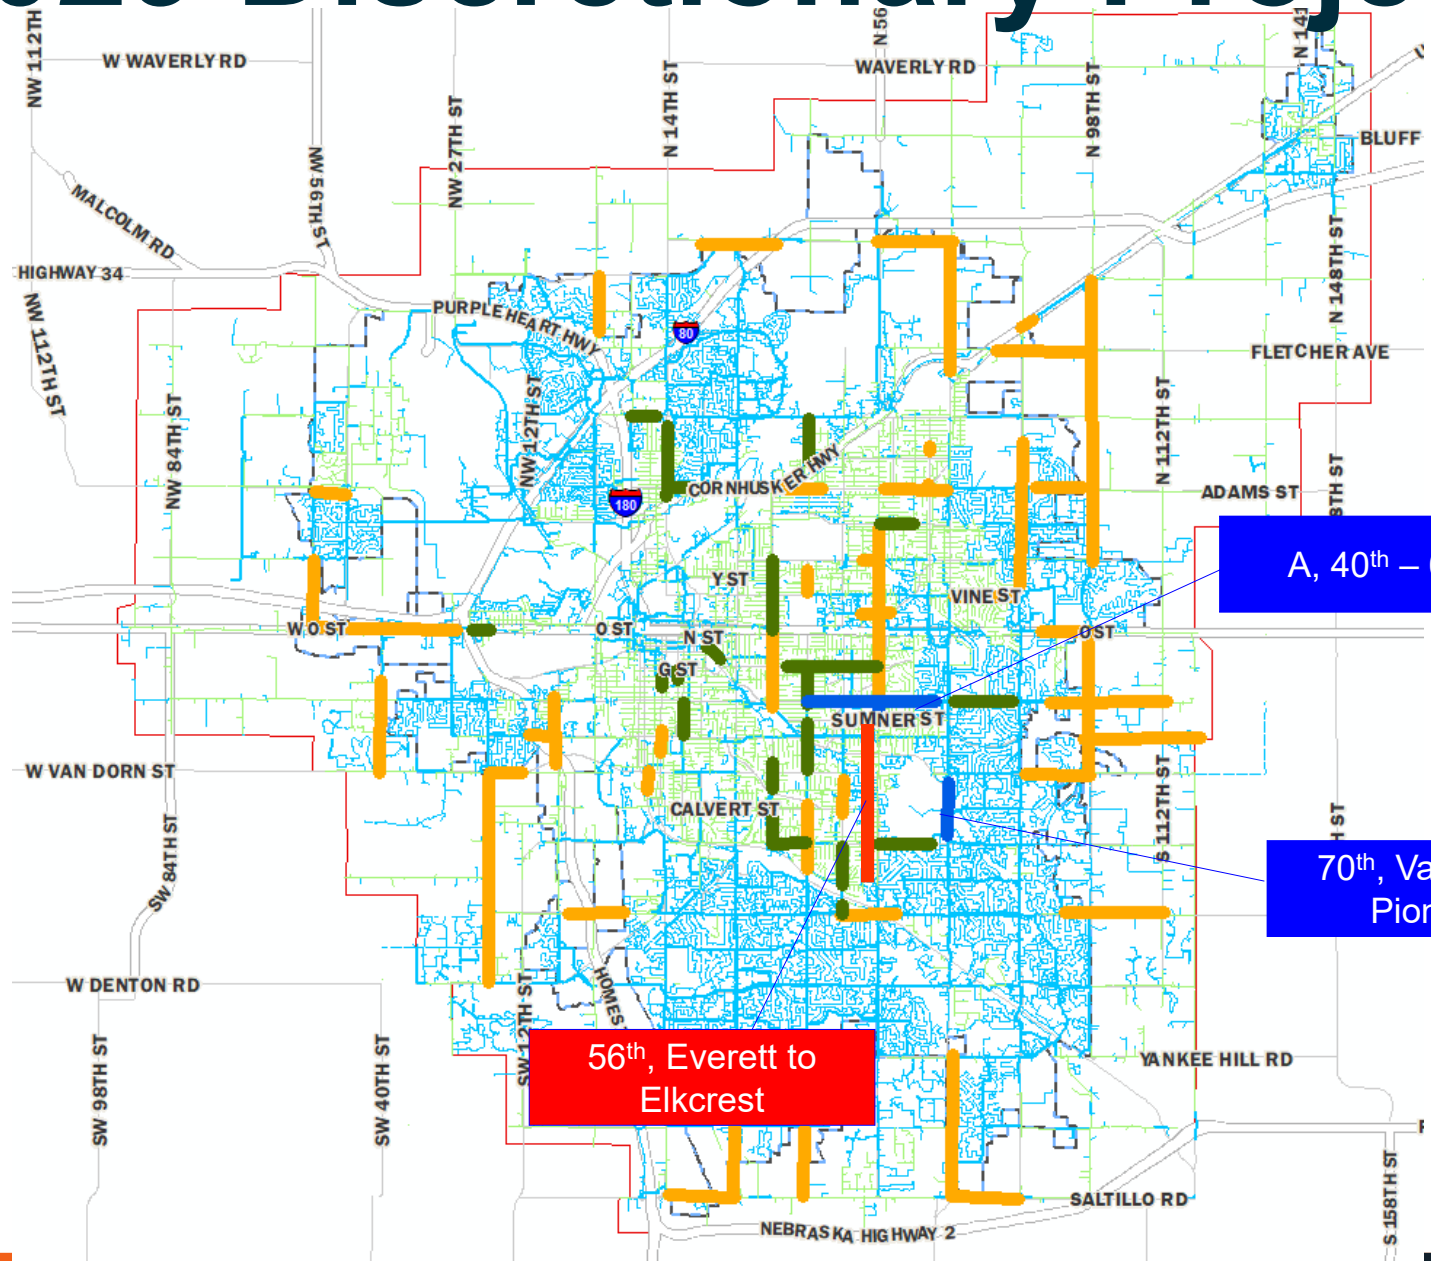 Discretionary
NW 112TH
W WAVERLY RD
N 56
WAVERLY RD
N 14TH ST
N 98TH ST
NW 27TH ST
NW 56TH ST
BLUFF
MALCOLM RD
HIGHWAY 34
NW 112TH ST
N 148TH ST
PURPLE HEART HWY
80
FLETCHER AVE
NW 84TH ST
NW 12TH ST
N 112TH ST
CORNHUSKER HWY
180
ADAMS ST
8TH ST
A, 40th –
Y ST
VINE ST
W O ST
O ST
N ST
O ST
G ST
SUMNER ST
W VAN DORN ST
CALVERT ST
S 112TH ST
H ST
SW 84TH ST
70th, Va
Pion
W DENTON RD
HOMES
SW 12TH ST
56th, Everett to
Elkcrest
YANKEE HILL RD
SW 98TH ST
SW 40TH ST
SALTILLO RD
S 158TH ST
NEBRASKA HIGHWAY 2